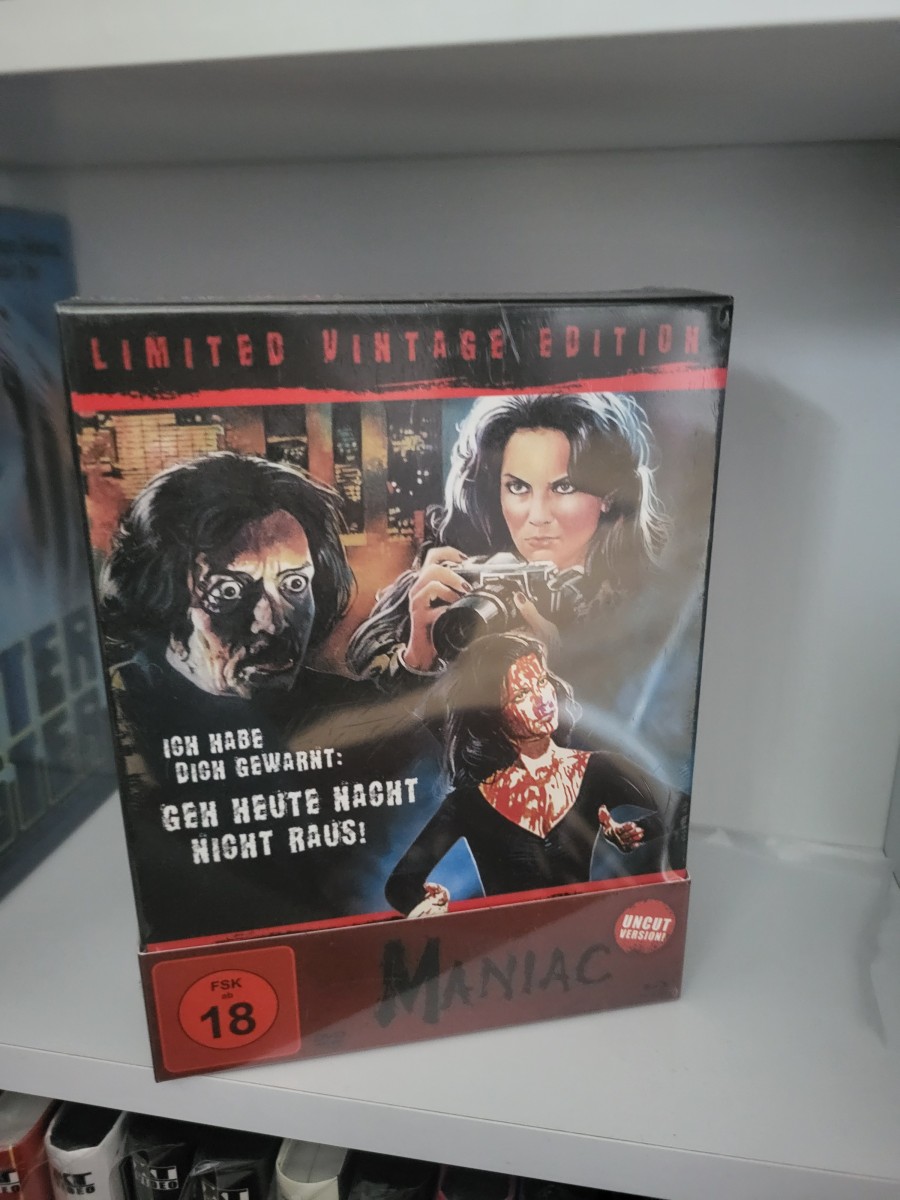 LIMITED VINTAGE EDITION
ICH HABE
DICH GEWARNT:
GEH HEUTE NACHT
NICHT RAUS!
UNCUT
VERSION!
MANIAC
FSK
ab
18